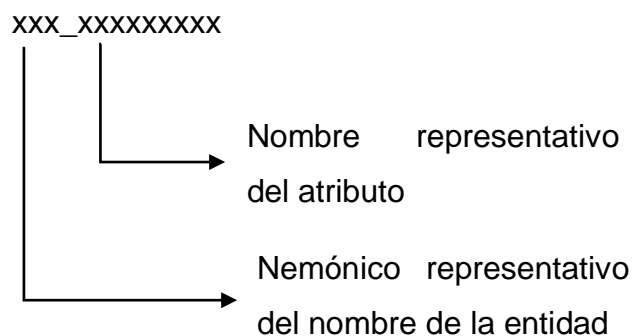 xxx_xxxxxxxxx
Nombre representativo
del atributo
Nemónico representativo
del nombre de la entidad